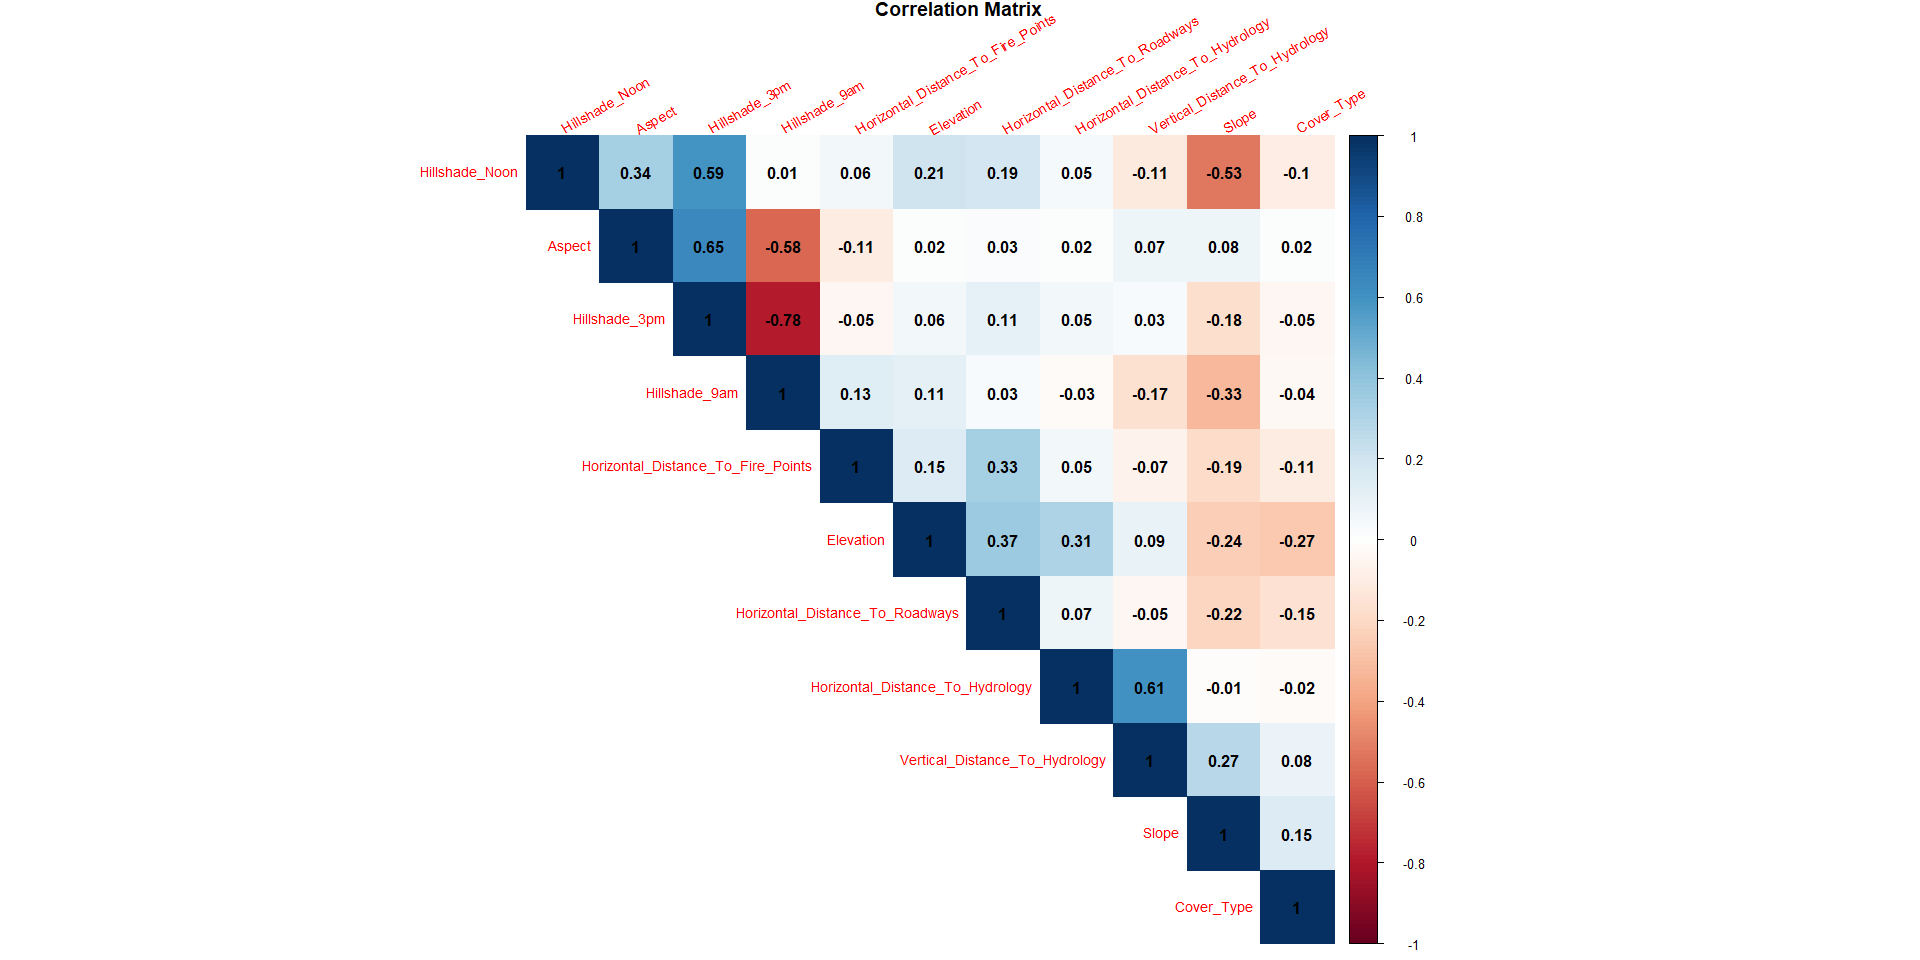 Correlation Matrix
Hillshade_Noon
Aspect
Hillshade_3pm
Hillshade_9am
Horizontal_Distance_To_Fire_Points
Elevation
Horizontal_Distance_To_Roadways
Horizontal_Distance_To_Hydrology
Vertical_Distance_To_Hydrology
Slope
Cover_Type
Hillshade_Noon 1 0.34 0.59 0.01 0.06 0.21 0.19 0.05 -0.11 -0.53 -0.1
Aspect 1 0.65 -0.58 -0.11 0.02 0.03 0.02 0.07 0.08 0.02
Hillshade_3pm 1 -0.78 -0.05 0.06 0.11 0.05 0.03 -0.18 -0.05
Hillshade_9am 1 0.13 0.11 0.03 -0.03 -0.17 -0.33 -0.04
Horizontal_Distance_To_Fire_Points 1 0.15 0.33 0.05 -0.07 -0.19 -0.11
Elevation 1 0.37 0.31 0.09 -0.24 -0.27
Horizontal_Distance_To_Roadways 1 0.07 -0.05 -0.22 -0.15
Horizontal_Distance_To_Hydrology 1 0.61 -0.01 -0.02
Vertical_Distance_To_Hydrology 1 0.27 0.08
Slope 1 0.15
Cover_Type 1
1
0.8
0.6
0.4
0.2
0
-0.2
-0.4
-0.6
-0.8
-1